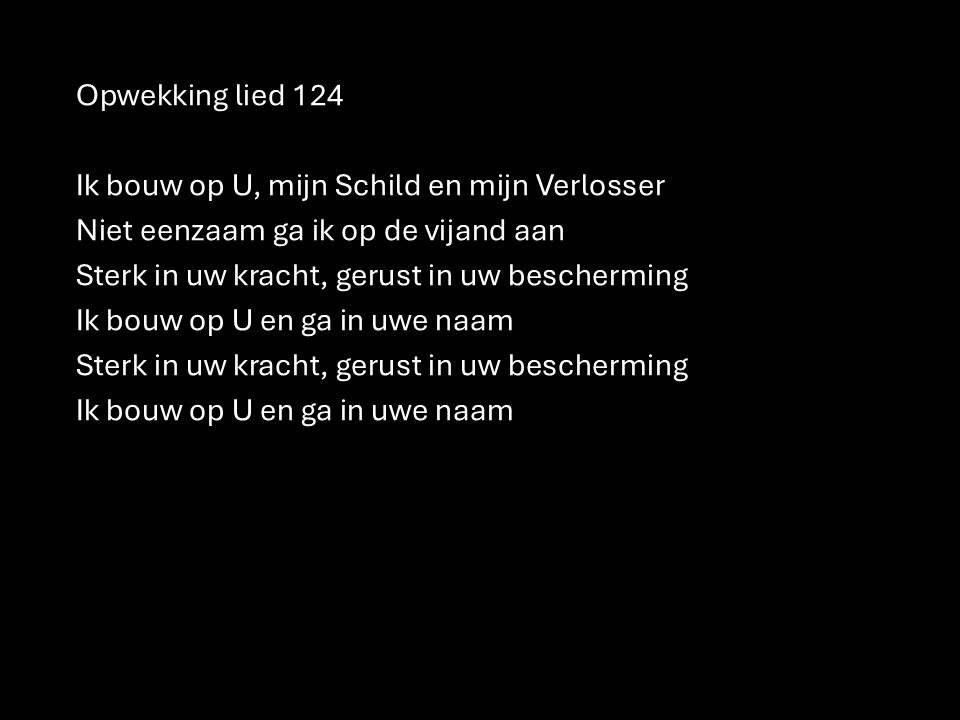 Opwekking lied 124
Ik bouw op U, mijn Schild en mijn Verlosser
Niet eenzaam ga ik op de vijand aan
Sterk in uw kracht, gerust in uw bescherming
Ik bouw op U en ga in uwe naam
Sterk in uw kracht, gerust in uw bescherming
Ik bouw op U en ga in uwe naam